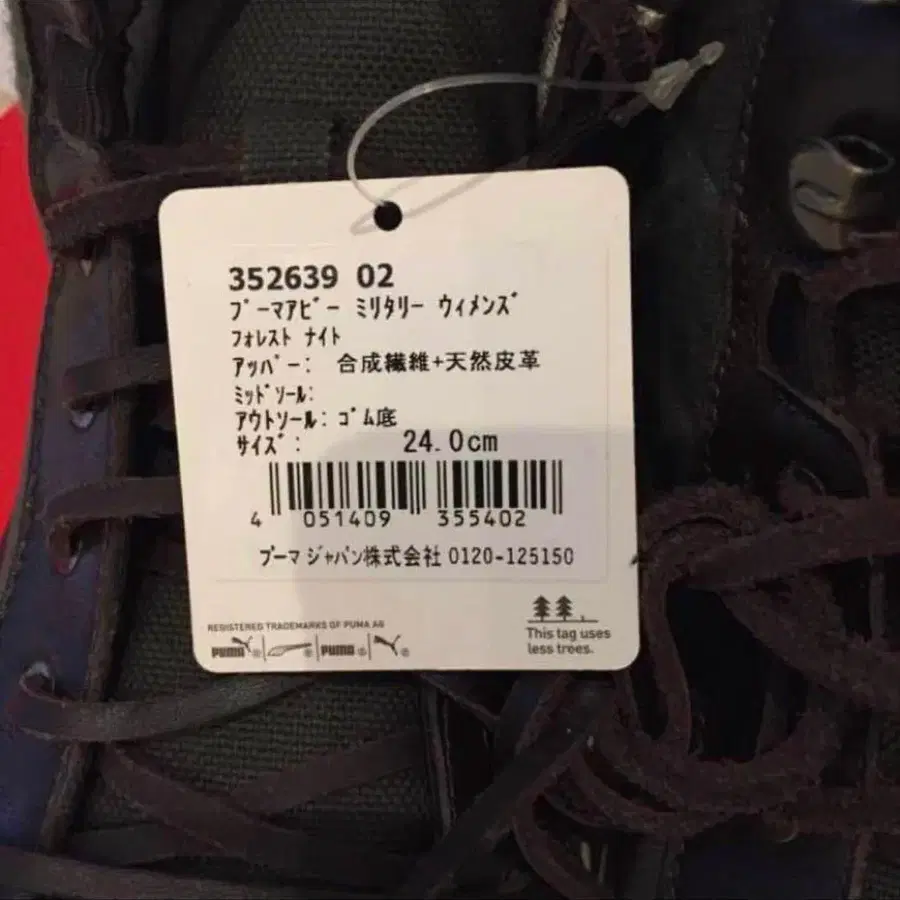 352639 02
ﾌﾟｰﾏｱﾋﾞｰ ﾐﾘﾀﾘｰ ｳｨﾒﾝｽﾞ
ﾌｫﾚｽﾄ ﾅｲﾄ
ｱｯﾊﾟｰ: 合成繊維+天然皮革
ﾐｯﾄﾞｿｰﾙ:
ｱｳﾄｿｰﾙ: ｺﾞﾑ底
ｻｲｽﾞ: 24.0cm
4 051409 355402
プーマ ジャパン株式会社 0120-125150
REGISTERED TRADEMARKS OF PUMA AG
PUMA® ® PUMA® ®
This tag uses
less trees.